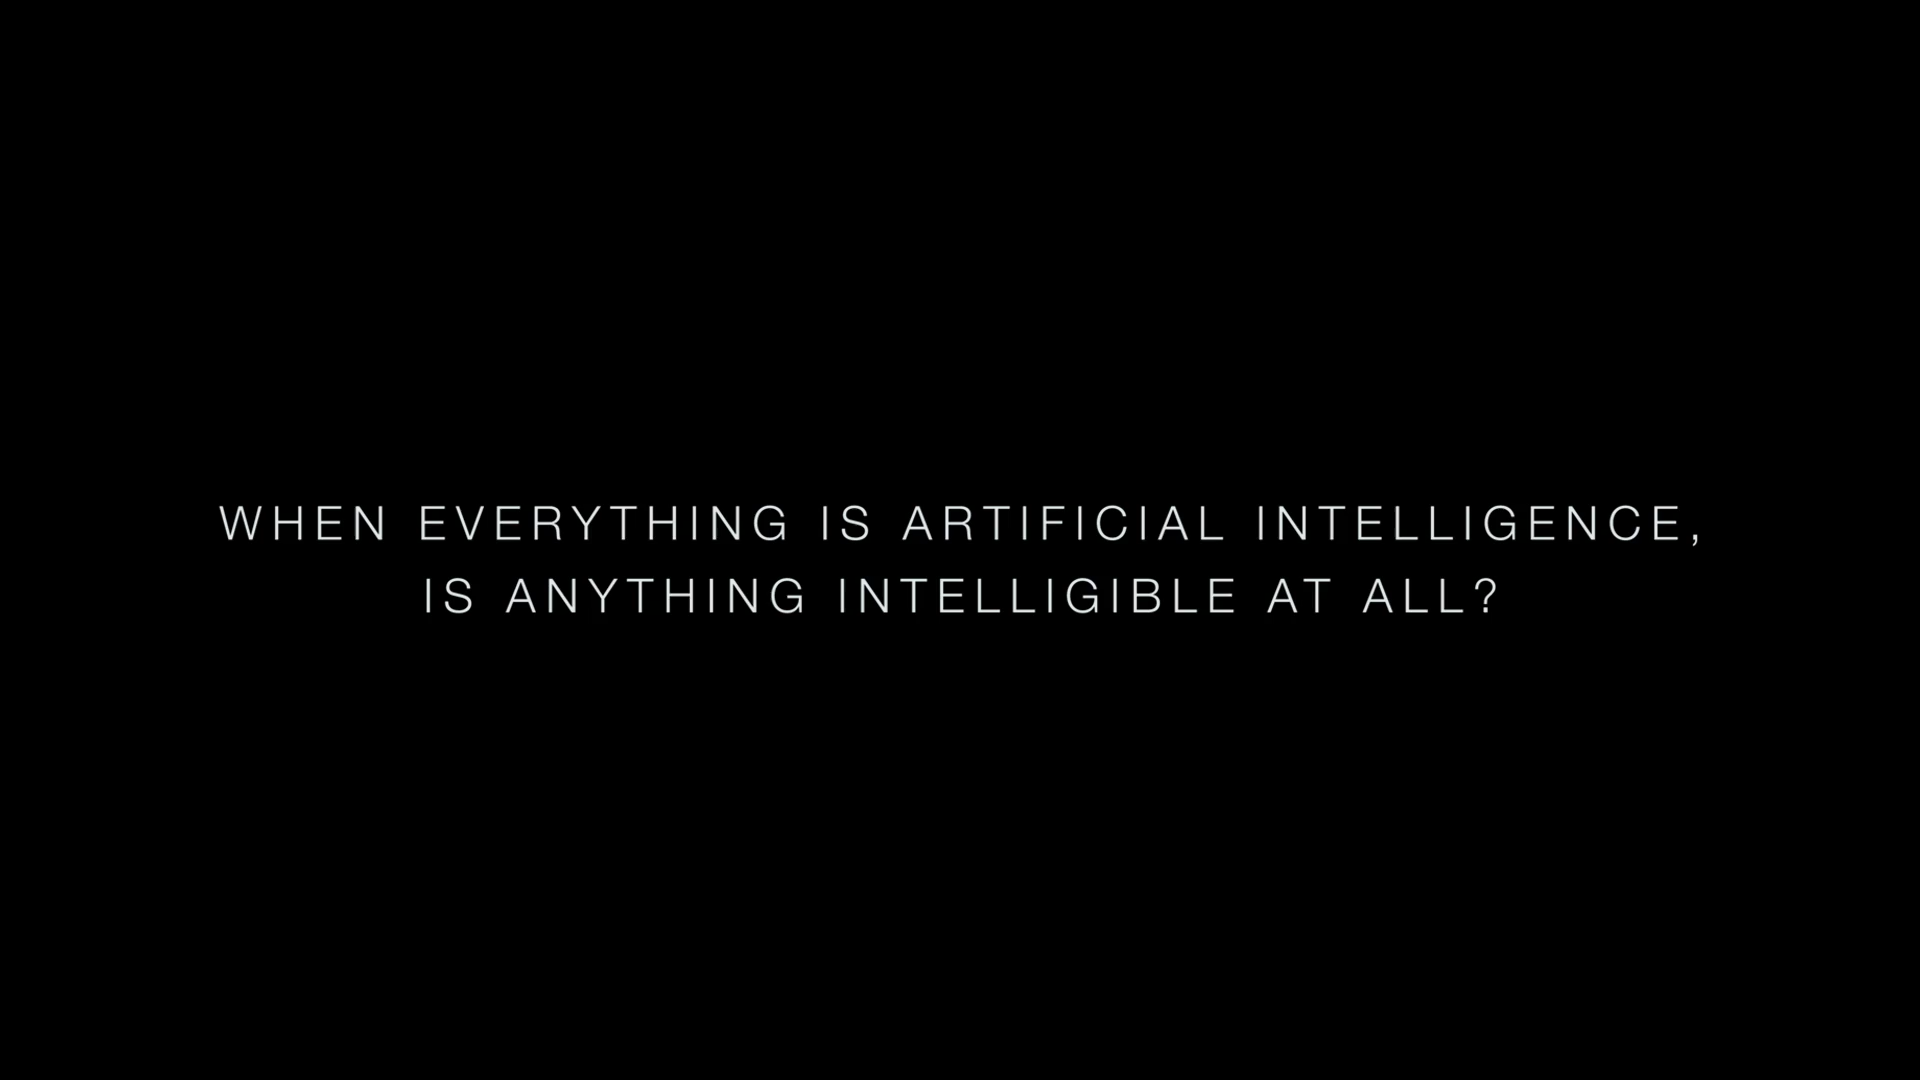 WHEN EVERYTHING IS ARTIFICIAL INTELLIGENCE,
IS ANYTHING INTELLIGIBLE AT ALL?